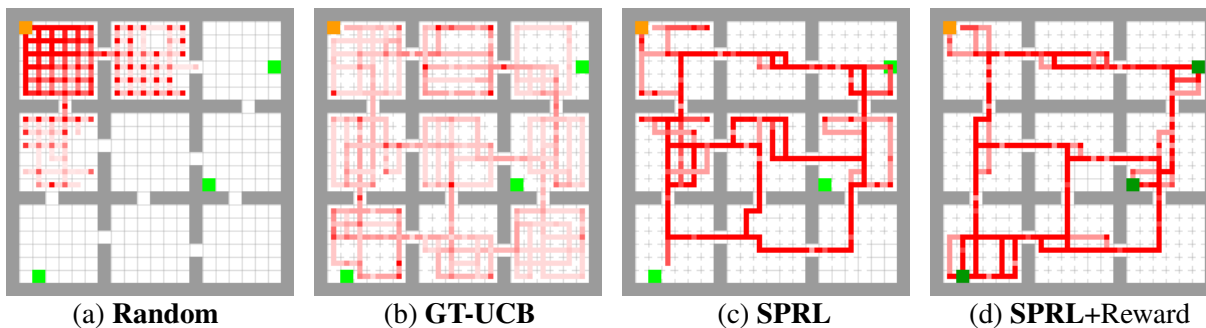 (a) Random
(b) GT-UCB
(c) SPRL
(d) SPRL+Reward